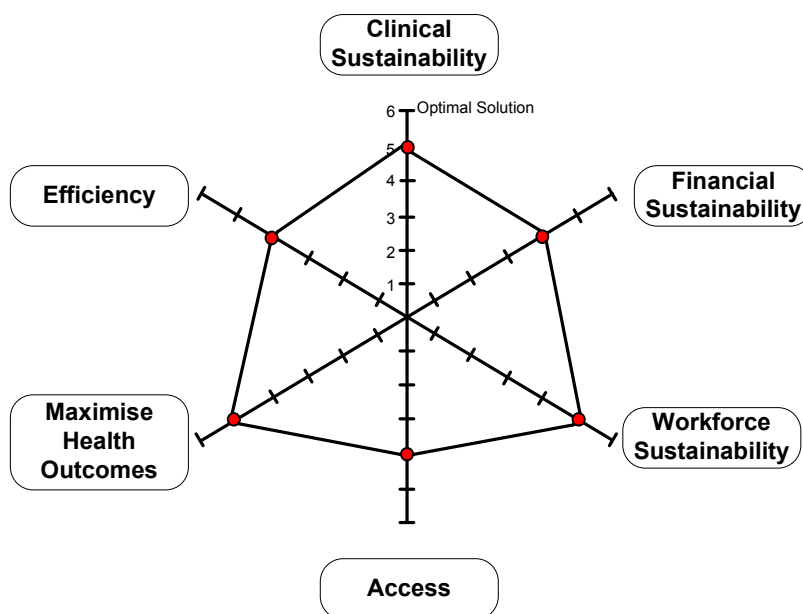 Clinical
Sustainability
6 Optimal Solution
5
4
3
2
1
Efficiency
Financial
Sustainability
Maximise
Health
Outcomes
Workforce
Sustainability
Access